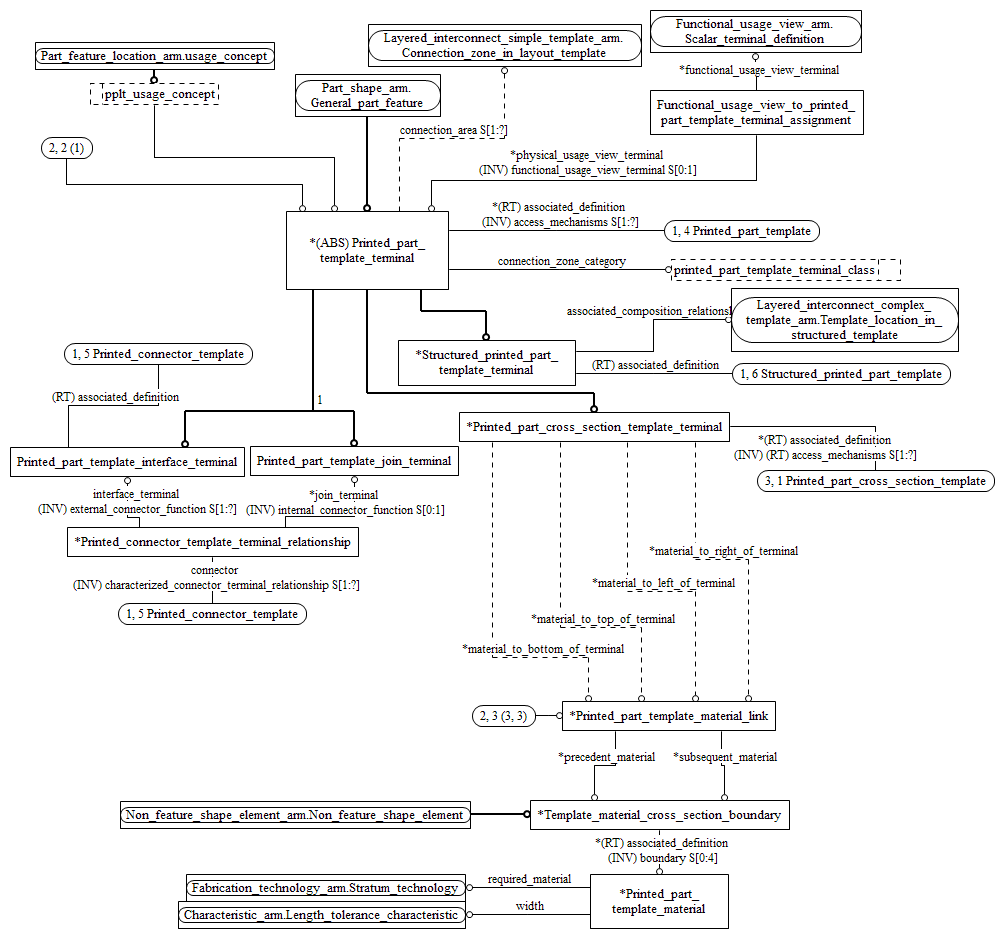 Functional_usage_view_arm.
Scalar_terminal_definition
Layered_interconnect_simple_template_arm.
Connection_zone_in_layout_template
Part_feature_location_arm.usage_concept
*functional_usage_view_terminal
pplt_usage_concept
Part_shape_arm.
General_part_feature
Functional_usage_view_to_printed_
part_template_terminal_assignment
connection_area S[1:?]
2, 2 (1)
*physical_usage_view_terminal
(INV) functional_usage_view_terminal S[0:1]
*(ABS) Printed_part_
template_terminal
*(RT) associated_definition
(INV) access_mechanisms S[1:?]
1, 4 Printed_part_template
connection_zone_category
printed_part_template_terminal_class
associated_composition_relations
Layered_interconnect_complex_
template_arm.Template_location_in_
structured_template
*Structured_printed_part_
template_terminal
(RT) associated_definition
1, 6 Structured_printed_part_template
1, 5 Printed_connector_template
(RT) associated_definition
1
*Printed_part_cross_section_template_terminal
*(RT) associated_definition
(INV) (RT) access_mechanisms S[1:?]
3, 1 Printed_part_cross_section_template
Printed_part_template_interface_terminal
Printed_part_template_join_terminal
interface_terminal
(INV) external_connector_function S[1:?]
*join_terminal
(INV) internal_connector_function S[0:1]
*Printed_connector_template_terminal_relationship
connector
(INV) characterized_connector_terminal_relationship S[1:?]
1, 5 Printed_connector_template
*material_to_right_of_terminal
*material_to_left_of_terminal
*material_to_top_of_terminal
*material_to_bottom_of_terminal
2, 3 (3, 3)
*Printed_part_template_material_link
*precedent_material
*subsequent_material
Non_feature_shape_element_arm.Non_feature_shape_element
*Template_material_cross_section_boundary
*(RT) associated_definition
(INV) boundary S[0:4]
Fabrication_technology_arm.Stratum_technology
required_material
*Printed_part_
template_material
Characteristic_arm.Length_tolerance_characteristic
width